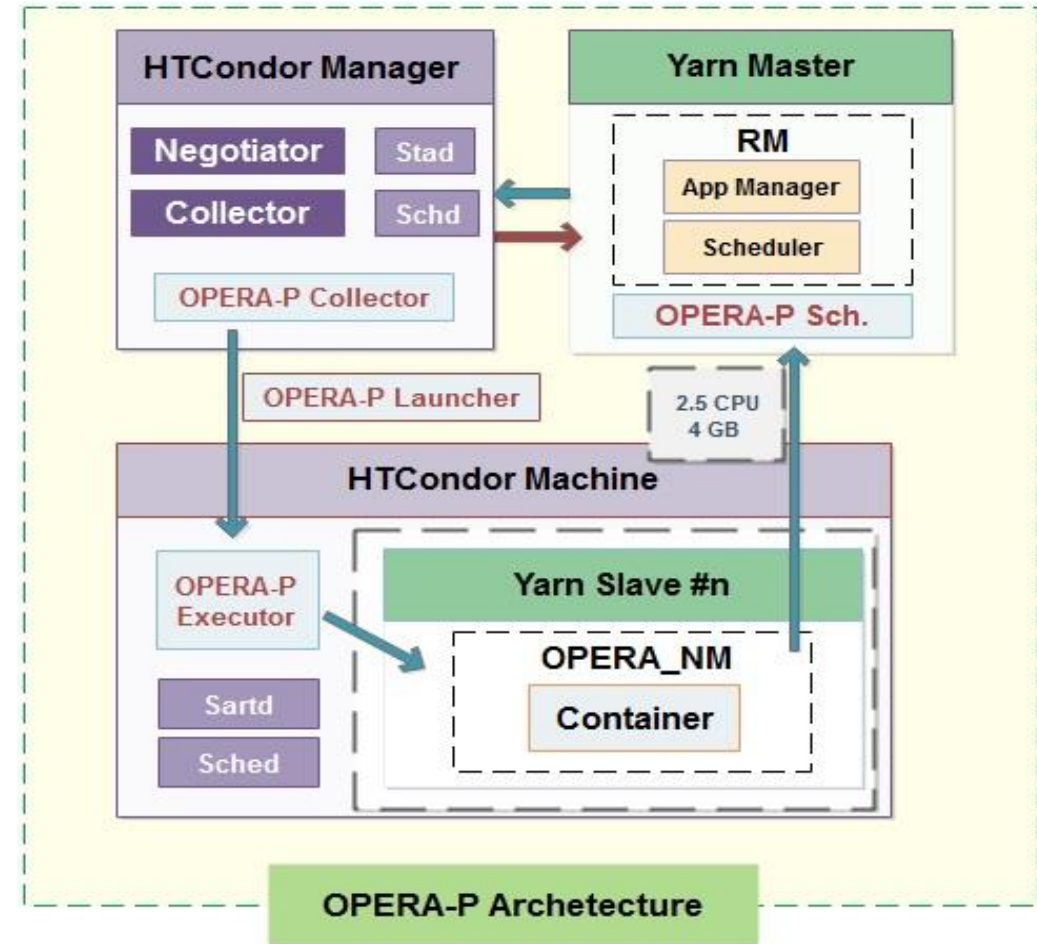 HTCondor Manager
Negotiator
Stad
Collector
Schd
OPERA-P Collector
Yarn Master
RM
App Manager
Scheduler
OPERA-P Sch.
OPERA-P Launcher
2.5 CPU
4 GB
HTCondor Machine
OPERA-P
Executor
Sartd
Sched
Yarn Slave #n
OPERA_NM
Container
OPERA-P Archetecture